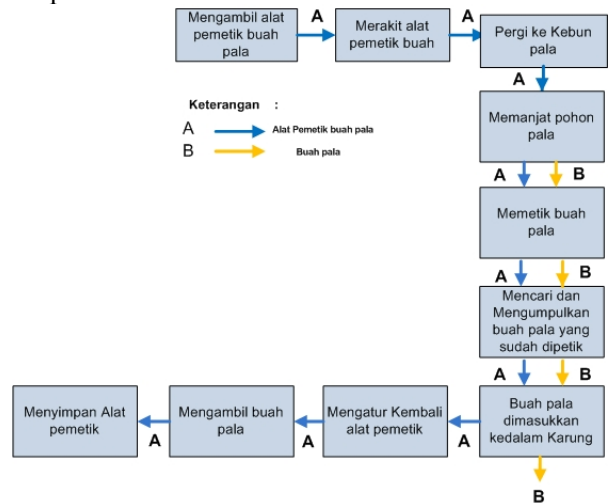 Mengambil alat
pemetik buah
pala
A
Merakit alat
pemetik buah
A
Pergi ke Kebun
pala
A
Keterangan :
A Alat Pemetik buah pala
B Buah pala
Memanjat pohon
pala
A B
Memetik buah
pala
A B
Mencari dan
Mengumpulkan
buah pala yang
sudah dipetik
A B
Buah pala
dimasukkan
kedalam Karung
A
Mengatur Kembali
alat pemetik
A
Mengambil buah
pala
A
Menyimpan Alat
pemetik
B